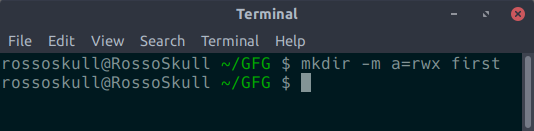 Terminal
File Edit View Search Terminal Help
rossoskull@RossoSkull ~/GFG $ mkdir -m a=rwx first
rossoskull@RossoSkull ~/GFG $